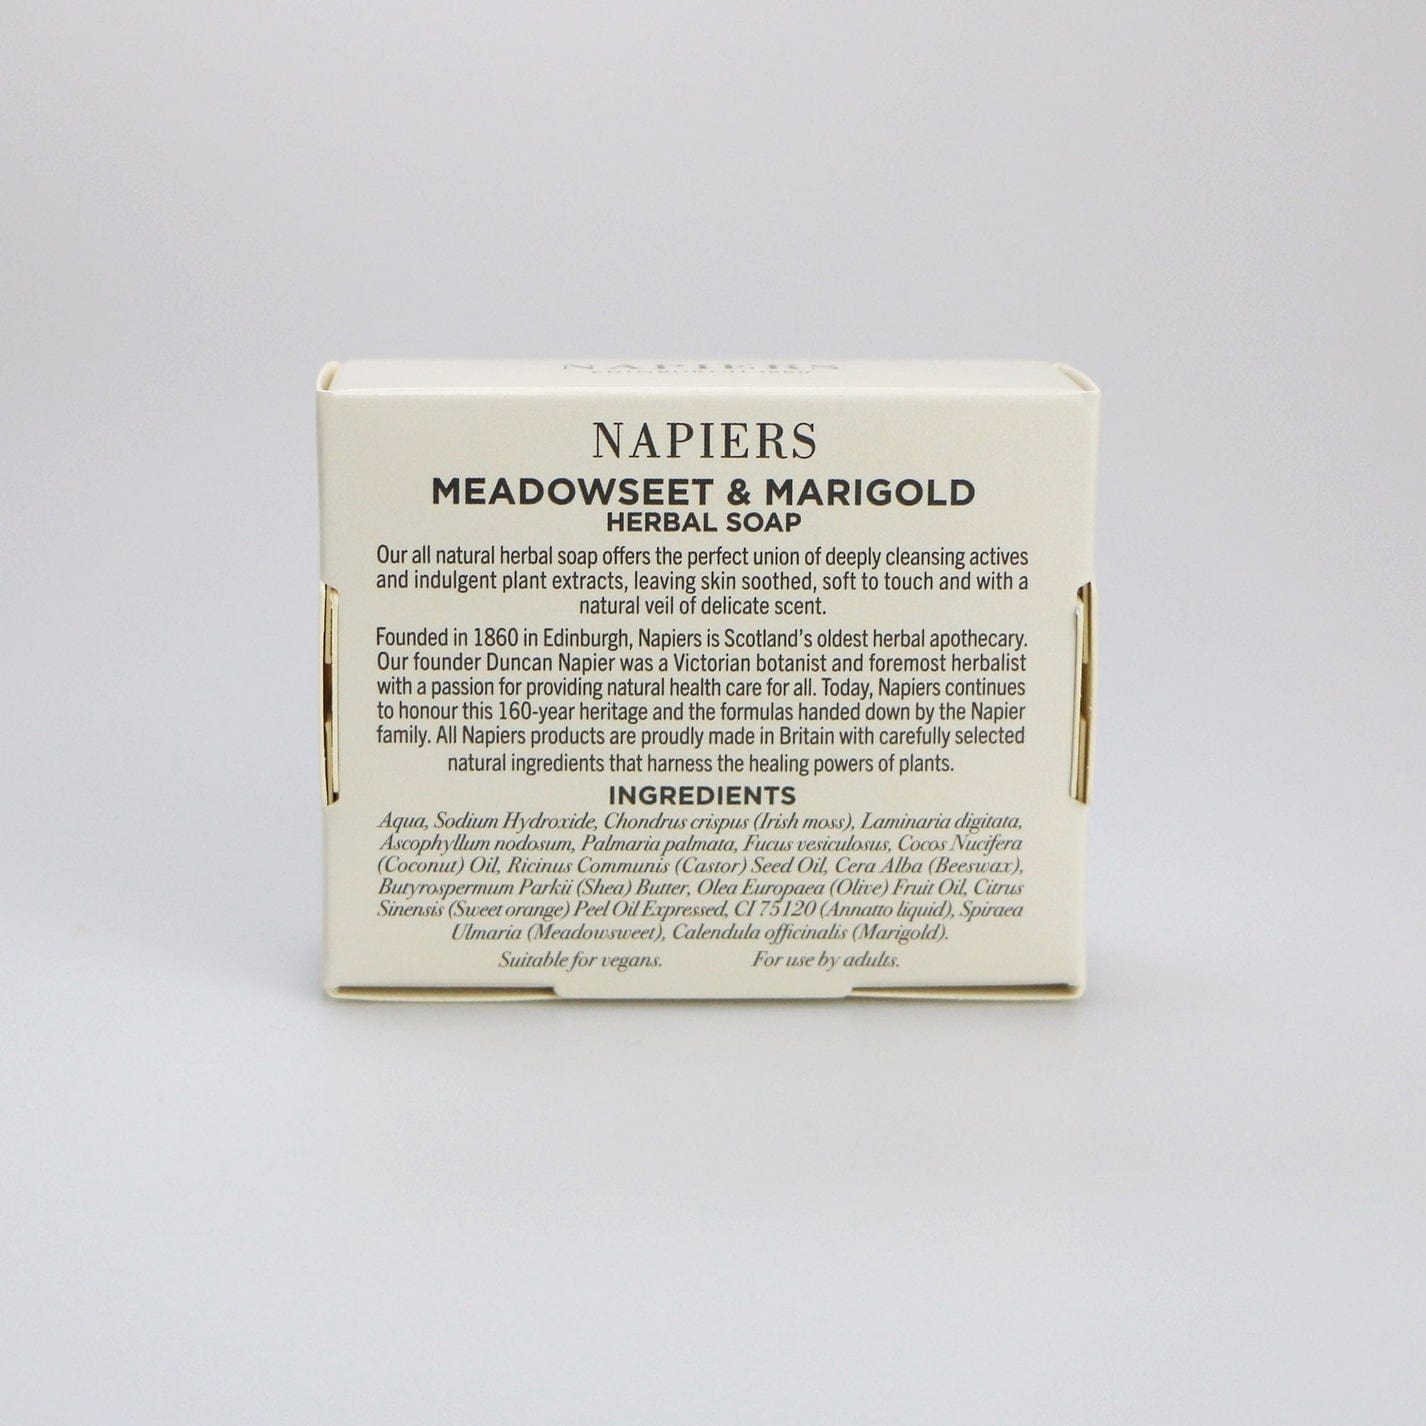 NAPIERS
EDINBURGH 1860
NAPIERS
MEADOWSEET & MARIGOLD
HERBAL SOAP
Our all natural herbal soap offers the perfect union of deeply cleansing actives
and indulgent plant extracts, leaving skin soothed, soft to touch and with a
natural veil of delicate scent.
Founded in 1860 in Edinburgh, Napiers is Scotland's oldest herbal apothecary.
Our founder Duncan Napier was a Victorian botanist and foremost herbalist
with a passion for providing natural health care for all. Today, Napiers continues
to honour this 160-year heritage and the formulas handed down by the Napier
family. All Napiers products are proudly made in Britain with carefully selected
natural ingredients that harness the healing powers of plants.
INGREDIENTS
Aqua, Sodium Hydroxide, Chondrus crispus (Irish moss), Laminaria digitata,
Ascophyllum nodosum, Palmaria palmata, Fucus vesiculosus, Cocos Nucifera
(Coconut) Oil, Ricinus Communis (Castor) Seed Oil, Cera Alba (Beeswax),
Butyrospermum Parkii (Shea) Butter, Olea Europaea (Olive) Fruit Oil, Citrus
Sinensis (Sweet orange) Peel Oil Expressed, CI 75120 (Annatto liquid), Spiraea
Ulmaria (Meadowsweet), Calendula officinalis (Marigold).
Suitable for vegans. For use by adults.